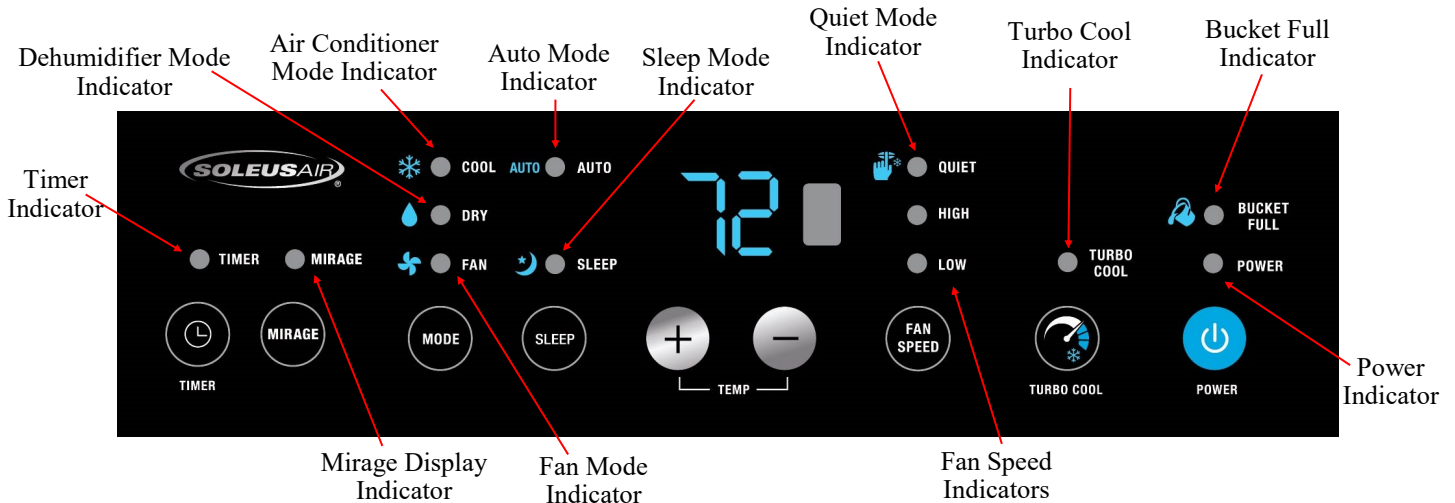 Quiet Mode
Indicator
Turbo Cool
Indicator
Bucket Full
Indicator
Air Conditioner
Mode Indicator
Dehumidifier Mode
Indicator
Auto Mode
Indicator
Sleep Mode
Indicator
SOLEUSAIR®
COOL
AUTO
AUTO
72
QUIET
Timer
Indicator
DRY
HIGH
BUCKET
FULL
TIMER
MIRAGE
FAN
SLEEP
LOW
TURBO
COOL
POWER
MIRAGE
MODE
SLEEP
+
−
FAN
SPEED
TIMER
TEMP
TURBO COOL
POWER
Power
Indicator
Mirage Display
Indicator
Fan Mode
Indicator
Fan Speed
Indicators